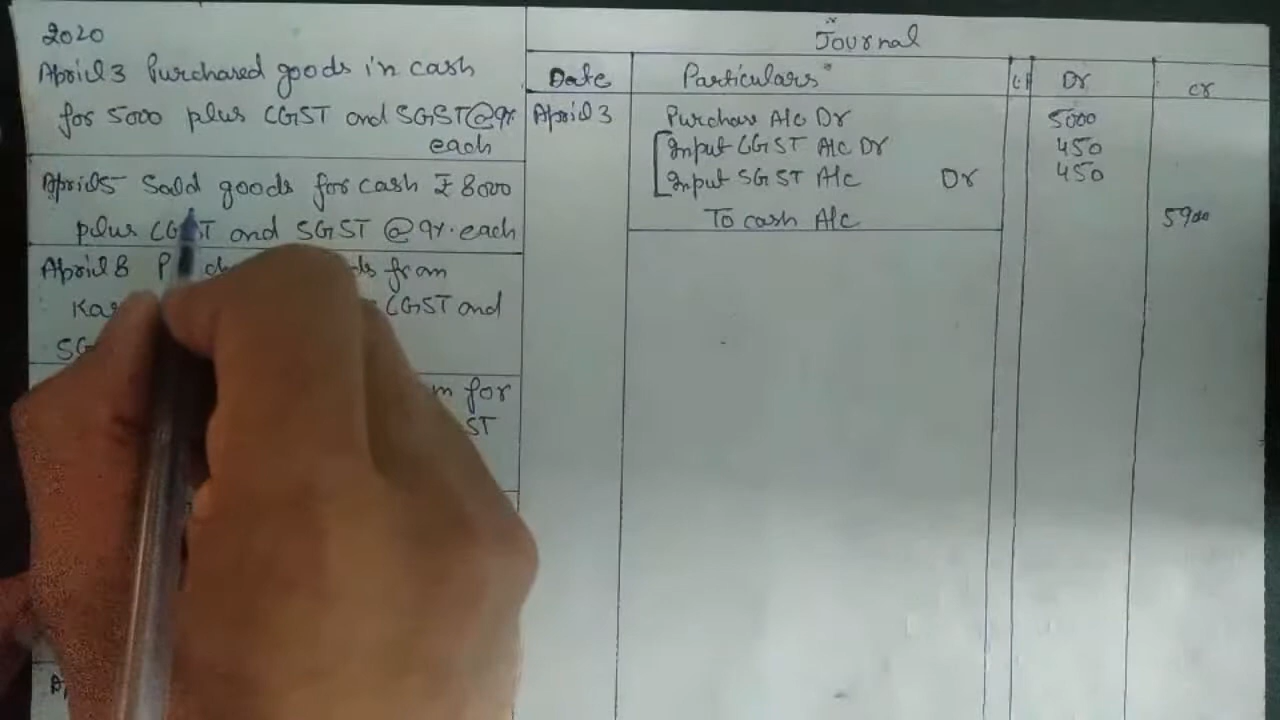 2020
April 3 Purchased goods in cash
for 5000 plus CGST and SGST@9%
each
April 5 Sold goods for cash ₹ 8000
plus CGST and SGST @ 9%. each
April 8 from
CGST and
for
ST
Journal
Date Particulars Dr Cr
April 3 Purchase A/c Dr 5000
Input CGST A/c Dr 450
Input SGST A/c Dr 450
To cash A/c 5900